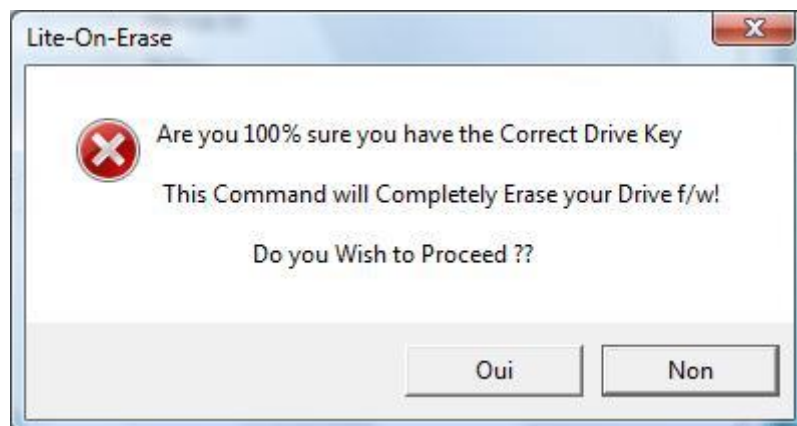 Lite-On-Erase
Are you 100% sure you have the Correct Drive Key
This Command will Completely Erase your Drive f/w!
Do you Wish to Proceed ??
Oui
Non